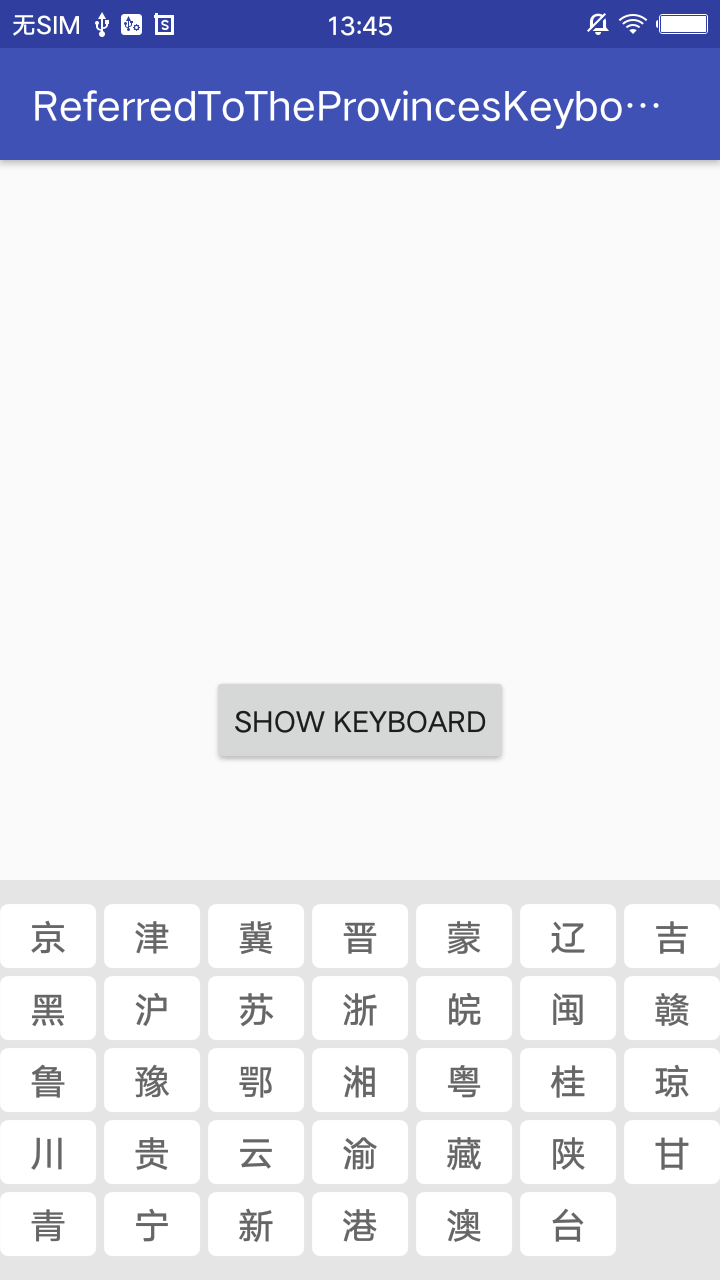 无SIM 13:45
ReferredToTheProvincesKeybo···
SHOW KEYBOARD
京 津 冀 晋 蒙 辽 吉
黑 沪 苏 浙 皖 闽 赣
鲁 豫 鄂 湘 粤 桂 琼
川 贵 云 渝 藏 陕 甘
青 宁 新 港 澳 台